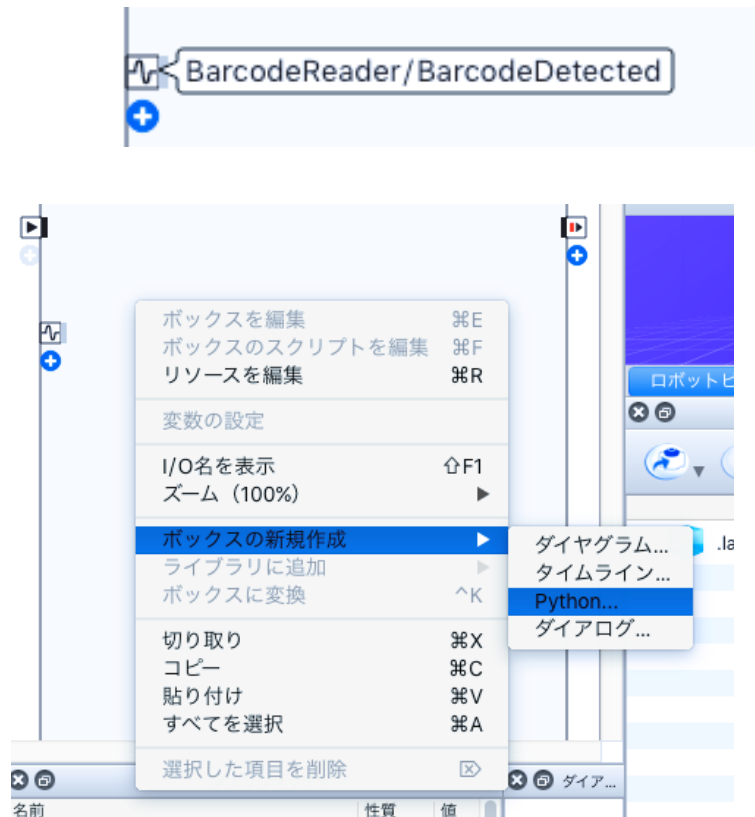 BarcodeReader/BarcodeDetected
ボックスを編集 ⌘E
ボックスのスクリプトを編集 ⌘F
リソースを編集 ⌘R
変数の設定
I/O名を表示 ⇧F1
ズーム（100%）
ボックスの新規作成
ライブラリに追加
ボックスに変換 ^K
切り取り ⌘X
コピー ⌘C
貼り付け ⌘V
すべてを選択 ⌘A
選択した項目を削除 ⌦
ダイヤグラム...
タイムライン...
Python...
ダイアログ...
ロボットビ
.la
ダイア...
名前 性質 値